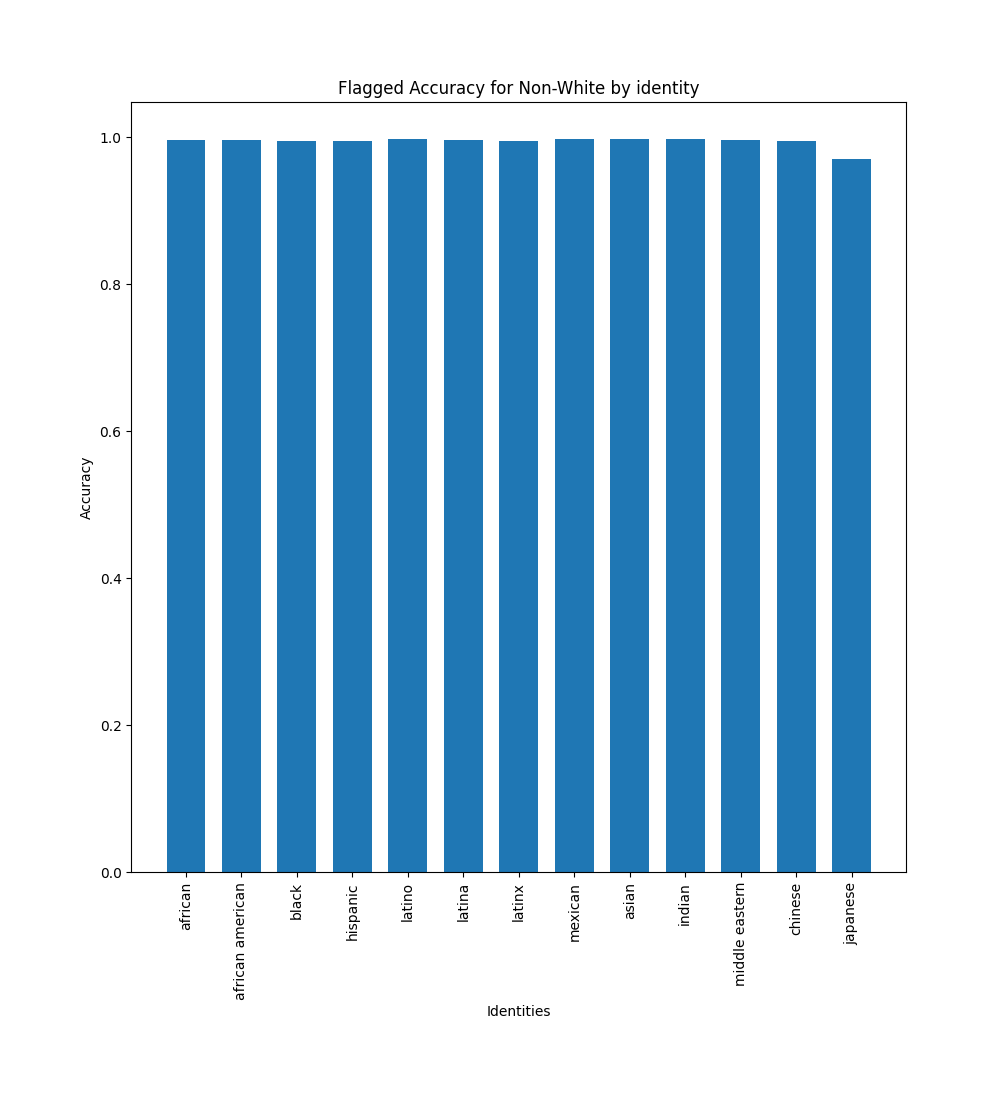 Flagged Accuracy for Non-White by identity
1.0
0.8
0.6
0.4
0.2
0.0
Accuracy
african
african american
black
hispanic
latino
latina
latinx
mexican
asian
indian
middle eastern
chinese
japanese
Identities